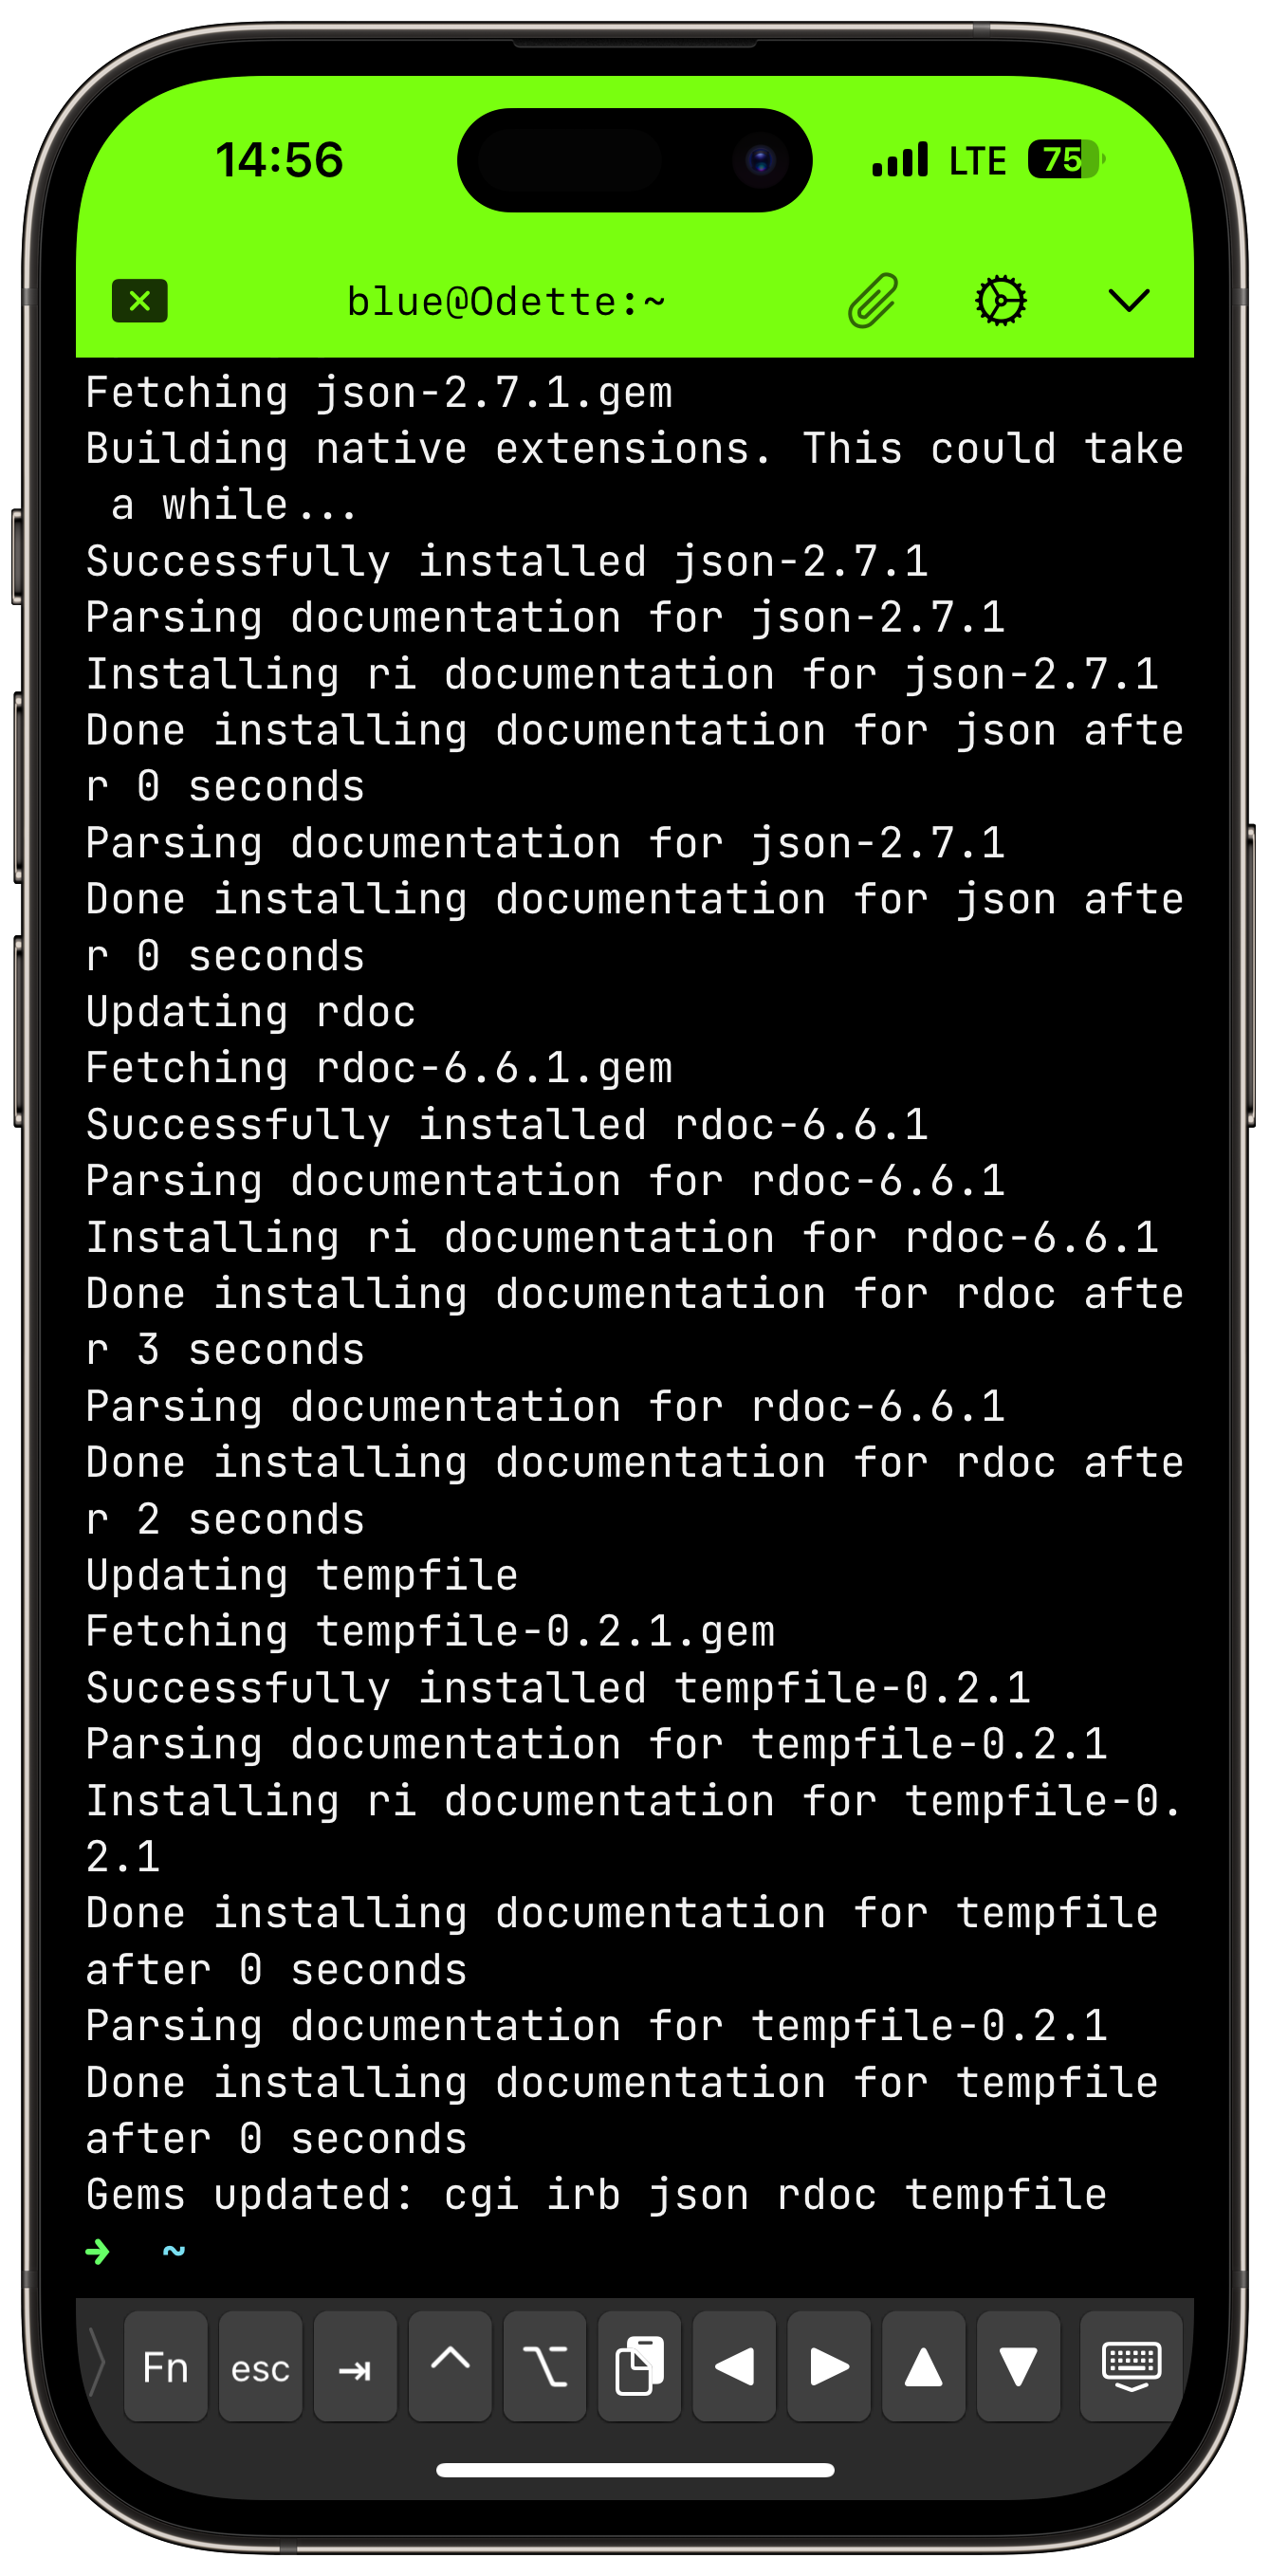 14:56 LTE 75
blue@Odette:~
Fetching json-2.7.1.gem
Building native extensions. This could take
 a while...
Successfully installed json-2.7.1
Parsing documentation for json-2.7.1
Installing ri documentation for json-2.7.1
Done installing documentation for json afte
r 0 seconds
Parsing documentation for json-2.7.1
Done installing documentation for json afte
r 0 seconds
Updating rdoc
Fetching rdoc-6.6.1.gem
Successfully installed rdoc-6.6.1
Parsing documentation for rdoc-6.6.1
Installing ri documentation for rdoc-6.6.1
Done installing documentation for rdoc afte
r 3 seconds
Parsing documentation for rdoc-6.6.1
Done installing documentation for rdoc afte
r 2 seconds
Updating tempfile
Fetching tempfile-0.2.1.gem
Successfully installed tempfile-0.2.1
Parsing documentation for tempfile-0.2.1
Installing ri documentation for tempfile-0.
2.1
Done installing documentation for tempfile
after 0 seconds
Parsing documentation for tempfile-0.2.1
Done installing documentation for tempfile
after 0 seconds
Gems updated: cgi irb json rdoc tempfile
➜  ~
Fn esc